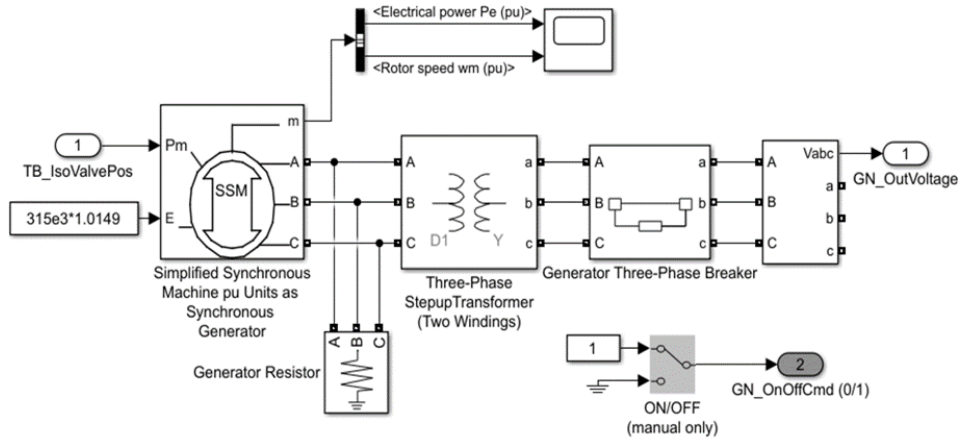 <Electrical power Pe (pu)>
<Rotor speed wm (pu)>
m
1
Pm
TB_IsoValvePos
SSM
315e3*1.0149
E
A
B
C
Simplified Synchronous
Machine pu Units as
Synchronous
Generator
A
B
C
D1
Y
a
b
c
Three-Phase
StepupTransformer
(Two Windings)
A
B
C
a
b
c
Generator Three-Phase Breaker
A
B
C
Vabc
a
b
c
1
GN_OutVoltage
A
B
C
Generator Resistor
1
ON/OFF
(manual only)
2
GN_OnOffCmd (0/1)